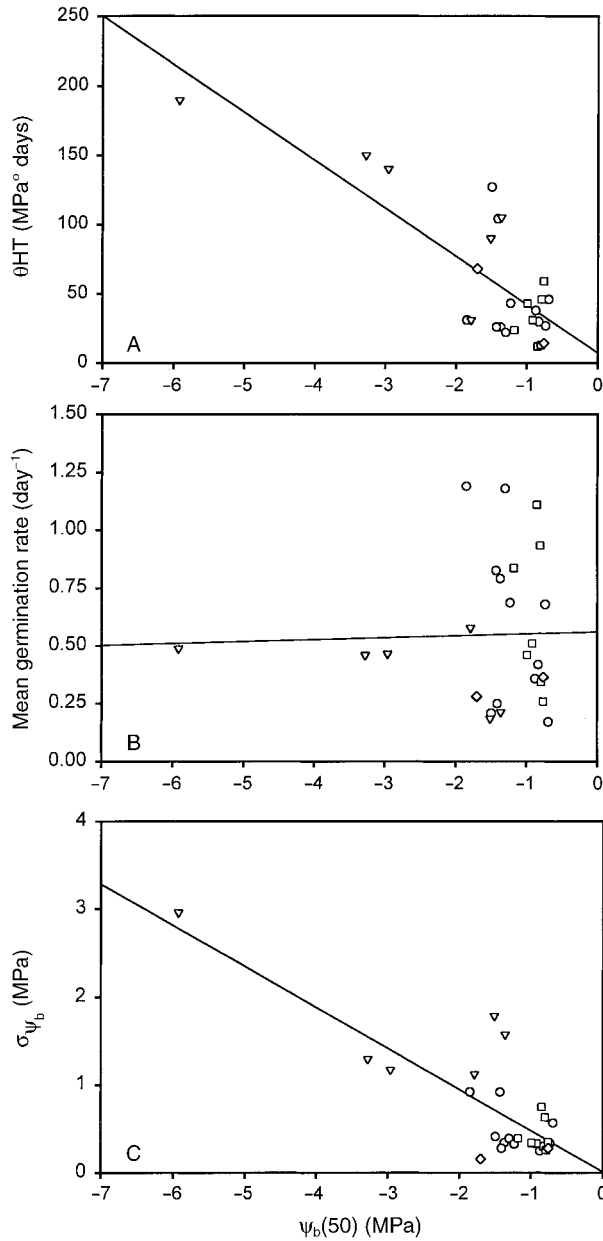 250
200
150
100
50
0
θHT (MPa° days)
A
−7 −6 −5 −4 −3 −2 −1 0
1.50
1.25
1.00
0.75
0.50
0.25
0.00
Mean germination rate (day⁻¹)
B
−7 −6 −5 −4 −3 −2 −1 0
4
3
2
1
0
σψb (MPa)
C
−7 −6 −5 −4 −3 −2 −1 0
ψb(50) (MPa)